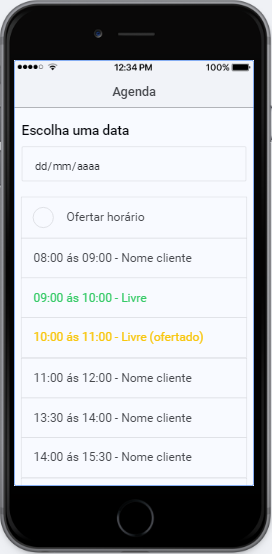 12:34 PM
100%
Agenda
Escolha uma data
dd/mm/aaaa
Ofertar horário
08:00 ás 09:00 - Nome cliente
09:00 ás 10:00 - Livre
10:00 ás 11:00 - Livre (ofertado)
11:00 ás 12:00 - Nome cliente
13:30 ás 14:00 - Nome cliente
14:00 ás 15:30 - Nome cliente